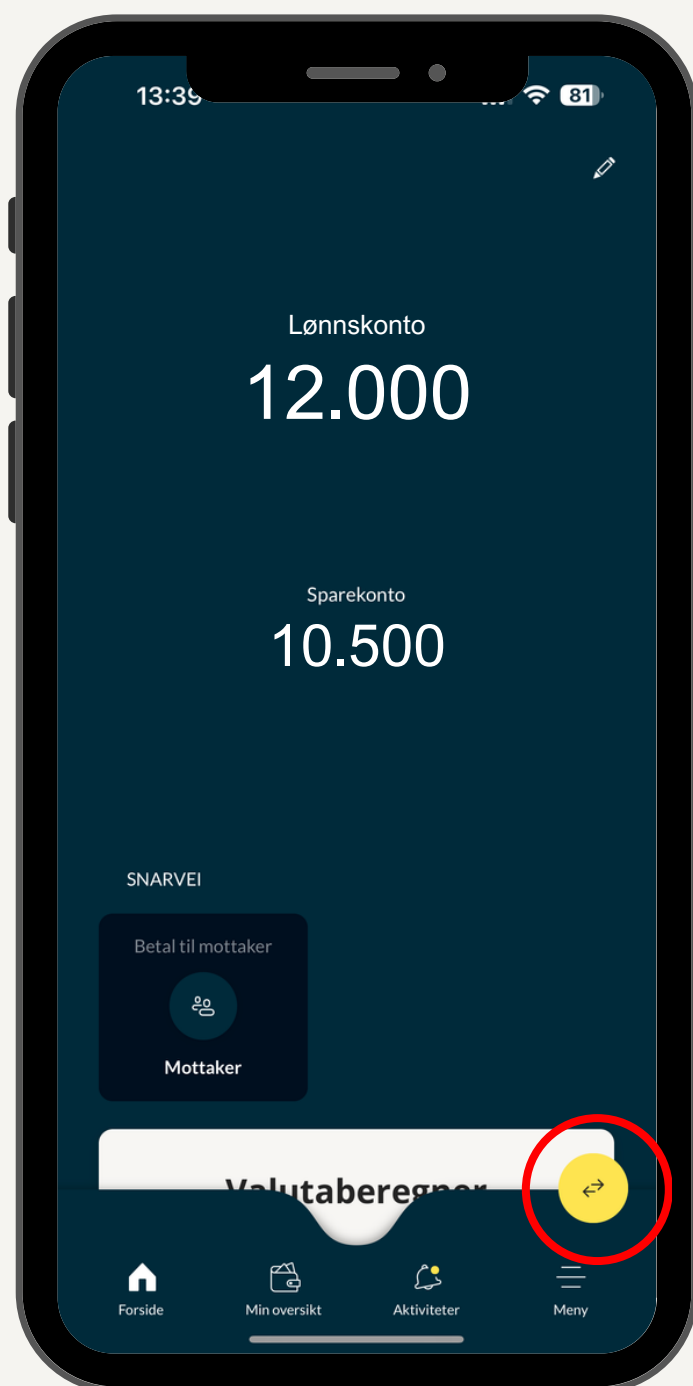 13:39
81
Lønnskonto
12.000
Sparekonto
10.500
SNARVEI
Betal til mottaker
Mottaker
Valutaberegner
Forside
Min oversikt
Aktiviteter
Meny